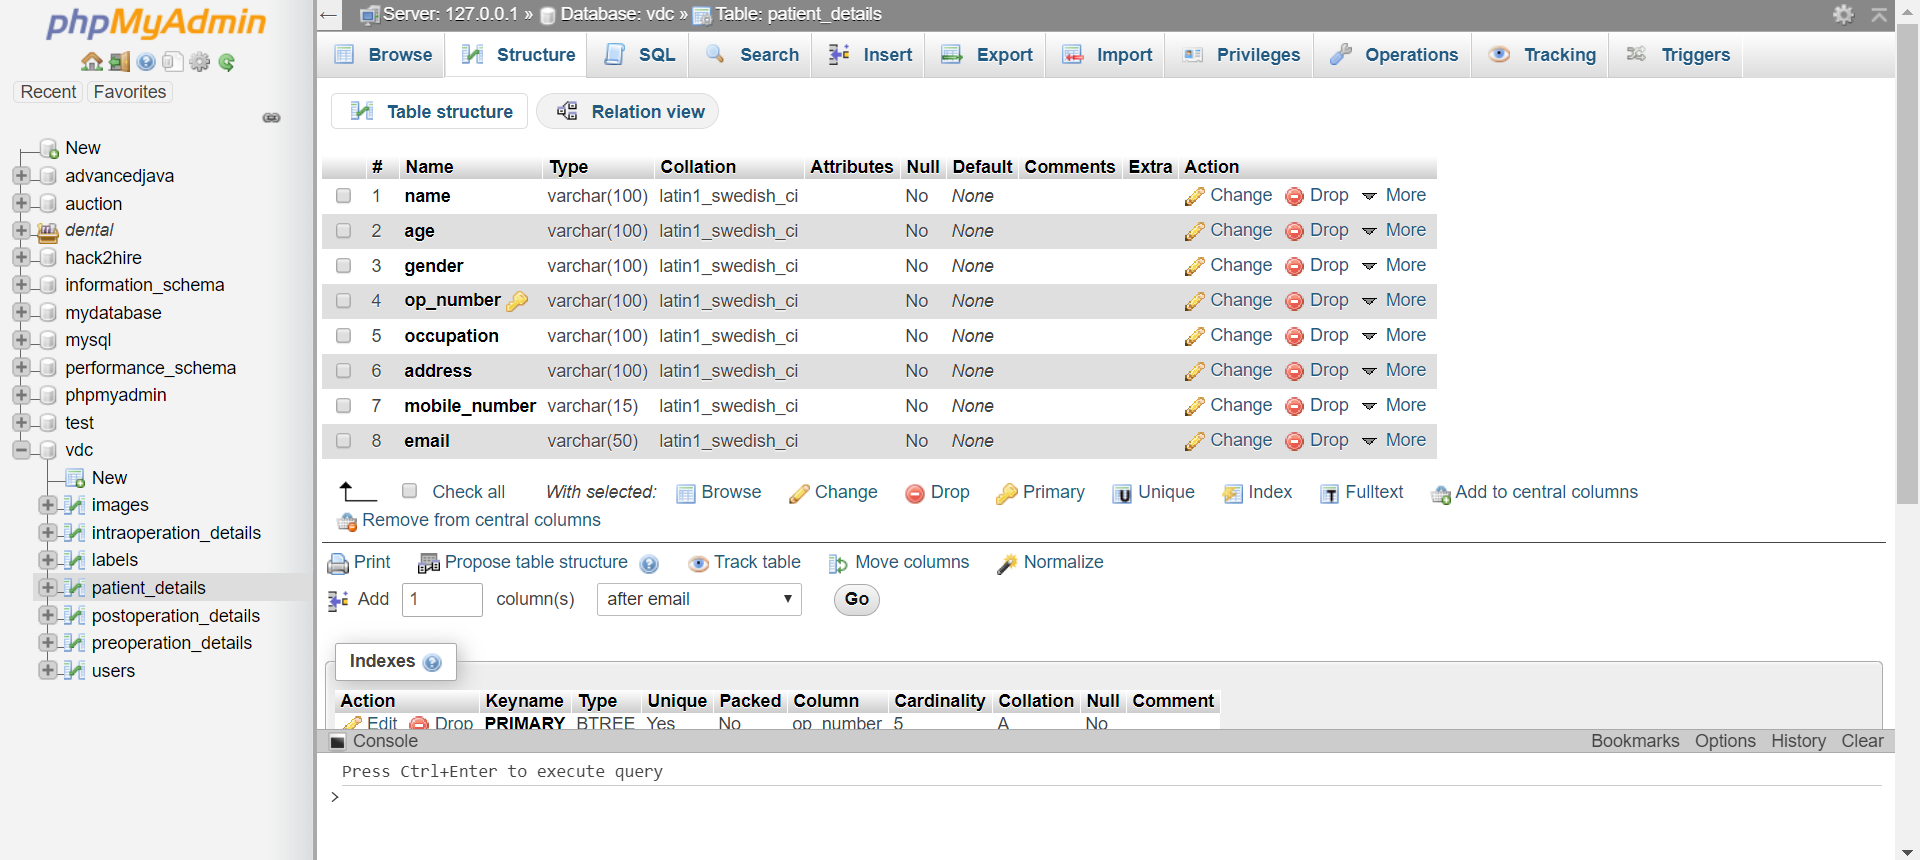 phpMyAdmin
Recent Favorites
New
advancedjava
auction
dental
hack2hire
information_schema
mydatabase
mysql
performance_schema
phpmyadmin
test
vdc
New
images
intraoperation_details
labels
patient_details
postoperation_details
preoperation_details
users
Server: 127.0.0.1 » Database: vdc » Table: patient_details
Browse Structure SQL Search Insert Export Import Privileges Operations Tracking Triggers
Table structure Relation view
# Name Type Collation Attributes Null Default Comments Extra Action
1 name varchar(100) latin1_swedish_ci No None Change Drop More
2 age varchar(100) latin1_swedish_ci No None Change Drop More
3 gender varchar(100) latin1_swedish_ci No None Change Drop More
4 op_number varchar(100) latin1_swedish_ci No None Change Drop More
5 occupation varchar(100) latin1_swedish_ci No None Change Drop More
6 address varchar(100) latin1_swedish_ci No None Change Drop More
7 mobile_number varchar(15) latin1_swedish_ci No None Change Drop More
8 email varchar(50) latin1_swedish_ci No None Change Drop More
Check all With selected: Browse Change Drop Primary Unique Index Fulltext Add to central columns
Remove from central columns
Print Propose table structure Track table Move columns Normalize
Add 1 column(s) after email Go
Indexes
Action Keyname Type Unique Packed Column Cardinality Collation Null Comment
Edit Drop PRIMARY BTREE Yes No op_number 5 A No
Console Bookmarks Options History Clear
Press Ctrl+Enter to execute query
>